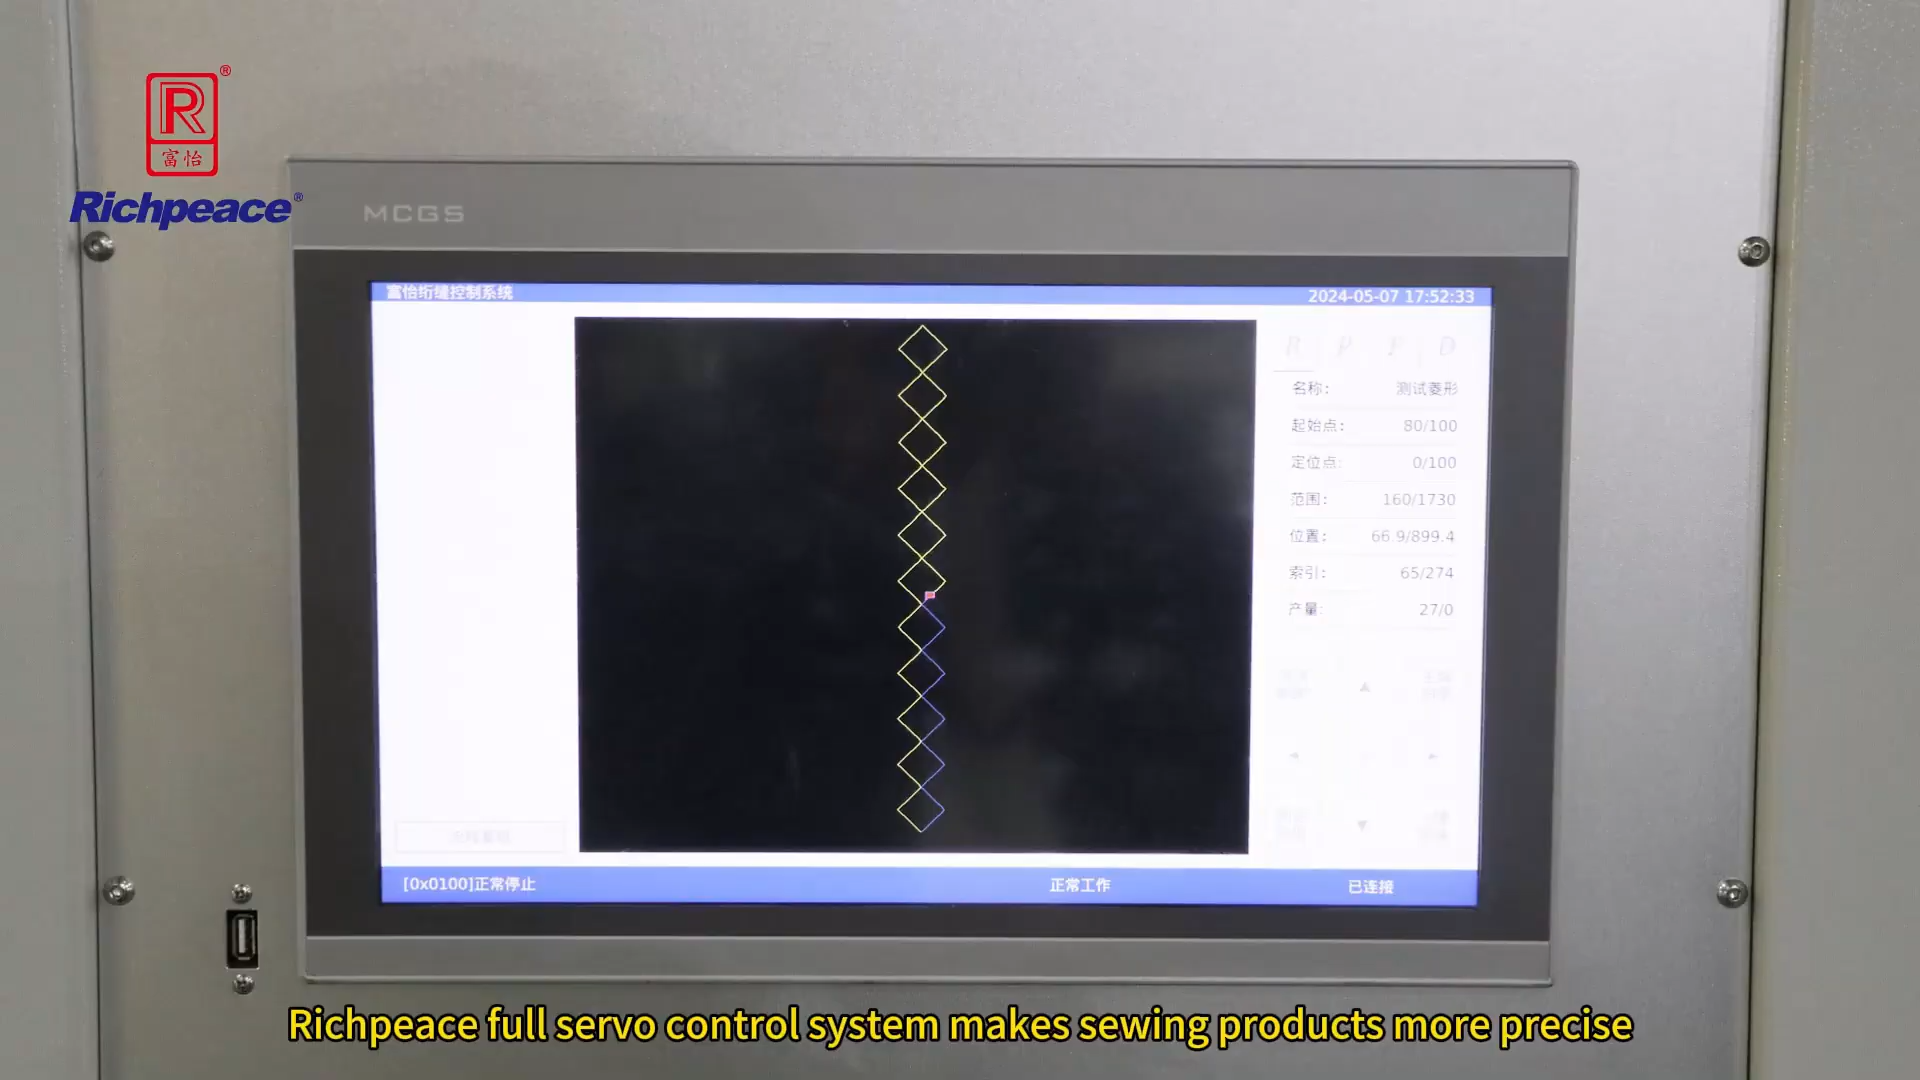 R®
富怡
Richpeace®
MCGS
富怡绗缝控制系统
2024-05-07 17:52:33
R P F D
名称: 测试菱形
起始点: 80/100
定位点: 0/100
范围: 160/1730
位置: 66.9/899.4
索引: 65/274
产量: 27/0
[0x0100]正常停止
正常工作
已连接
Richpeace full servo control system makes sewing products more precise